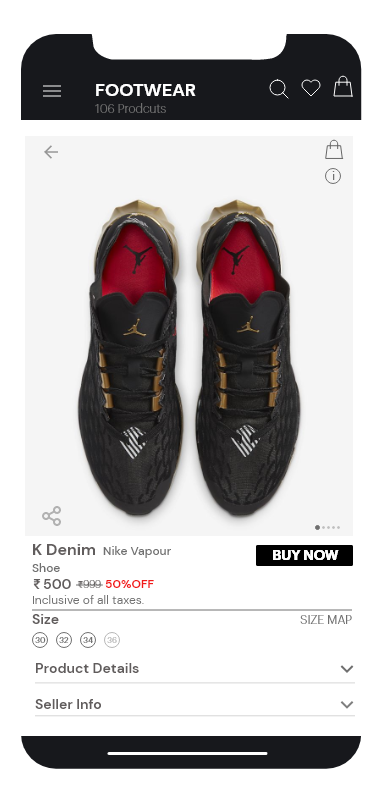 FOOTWEAR
106 Prodcuts
K Denim Nike Vapour
Shoe
₹ 500 ₹999 50%OFF
BUY NOW
Inclusive of all taxes.
Size SIZE MAP
30 32 34 36
Product Details
Seller Info